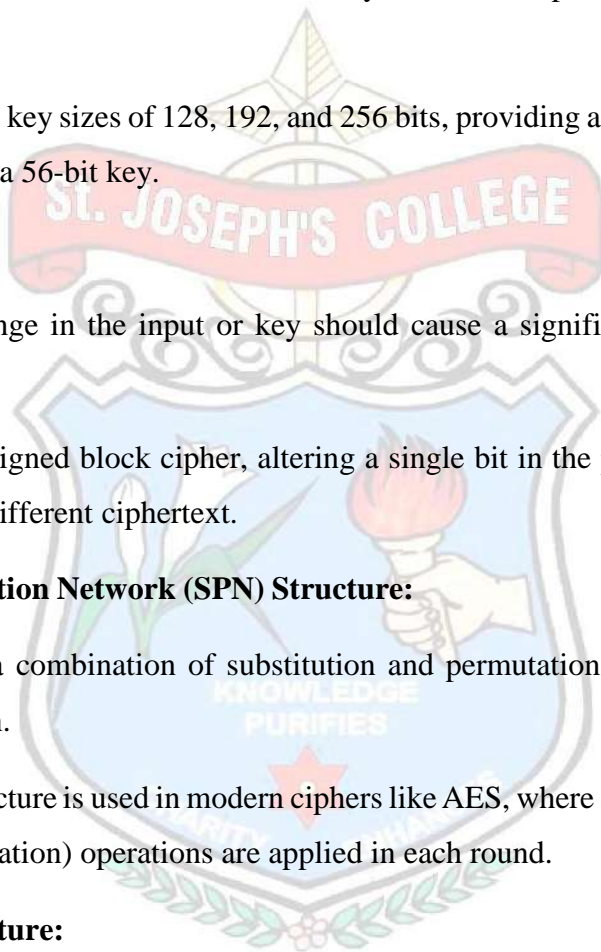 key sizes of 128, 192, and 256 bits, providing a
a 56-bit key.
St. JOSEPH'S COLLEGE
nge in the input or key should cause a signifi
igned block cipher, altering a single bit in the
ifferent ciphertext.
tion Network (SPN) Structure:
a combination of substitution and permutation
KNOWLEDGE
PURIFIES
cture is used in modern ciphers like AES, where
CHARITY ENHANCES
ation) operations are applied in each round.
ture: